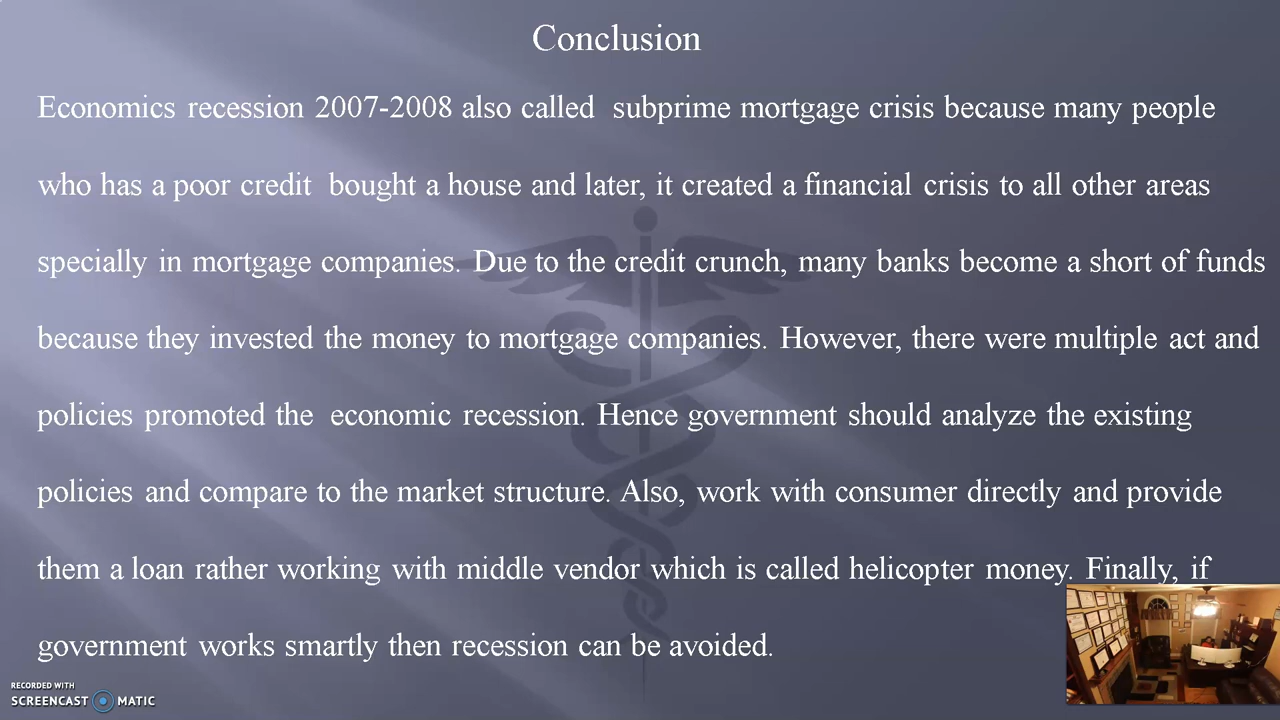 Conclusion
Economics recession 2007-2008 also called subprime mortgage crisis because many people
who has a poor credit bought a house and later, it created a financial crisis to all other areas
specially in mortgage companies. Due to the credit crunch, many banks become a short of funds
because they invested the money to mortgage companies. However, there were multiple act and
policies promoted the economic recession. Hence government should analyze the existing
policies and compare to the market structure. Also, work with consumer directly and provide
them a loan rather working with middle vendor which is called helicopter money. Finally, if
government works smartly then recession can be avoided.
RECORDED WITH
SCREENCAST MATIC